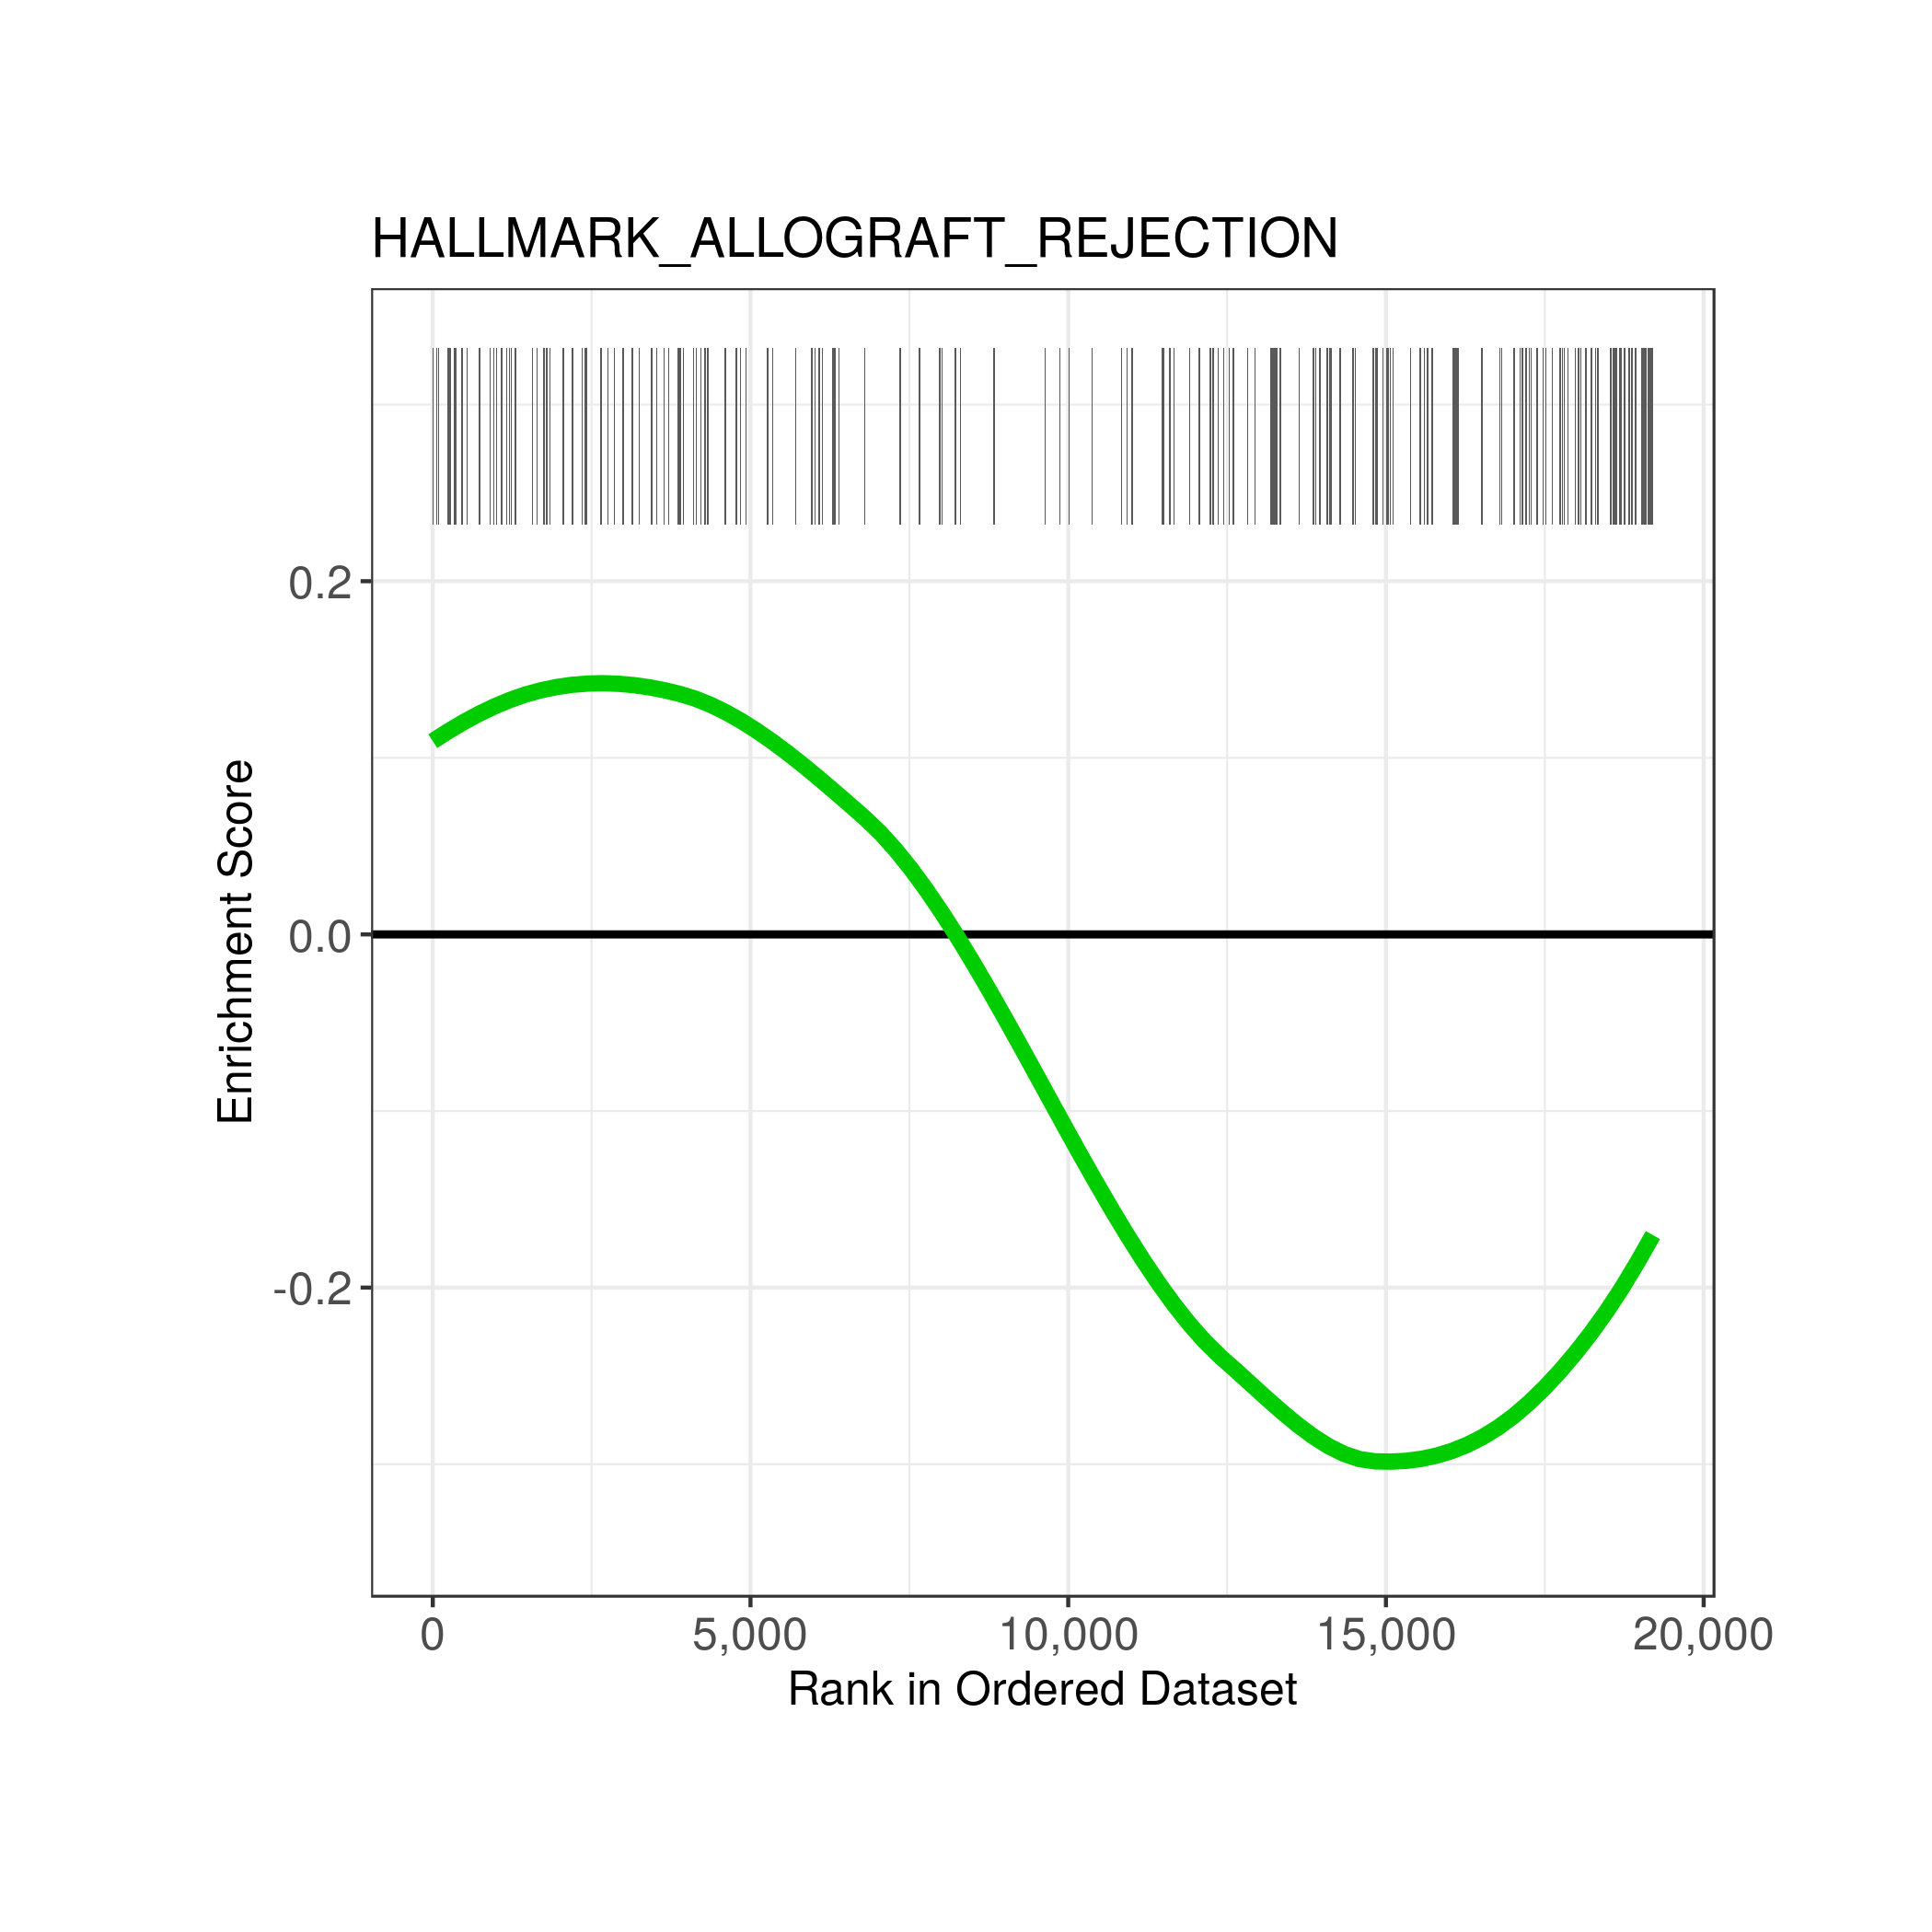 HALLMARK_ALLOGRAFT_REJECTION
0.2
0.0
-0.2
Enrichment Score
0 5,000 10,000 15,000 20,000
Rank in Ordered Dataset